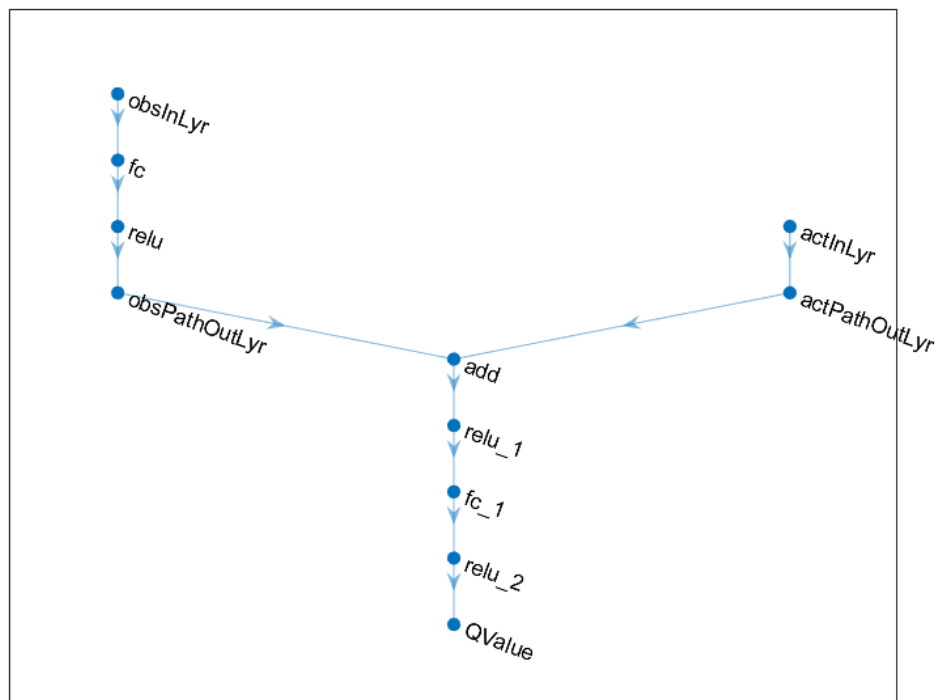 obsInLyr
fc
relu
actInLyr
obsPathOutLyr
actPathOutLyr
add
relu_1
fc_1
relu_2
QValue